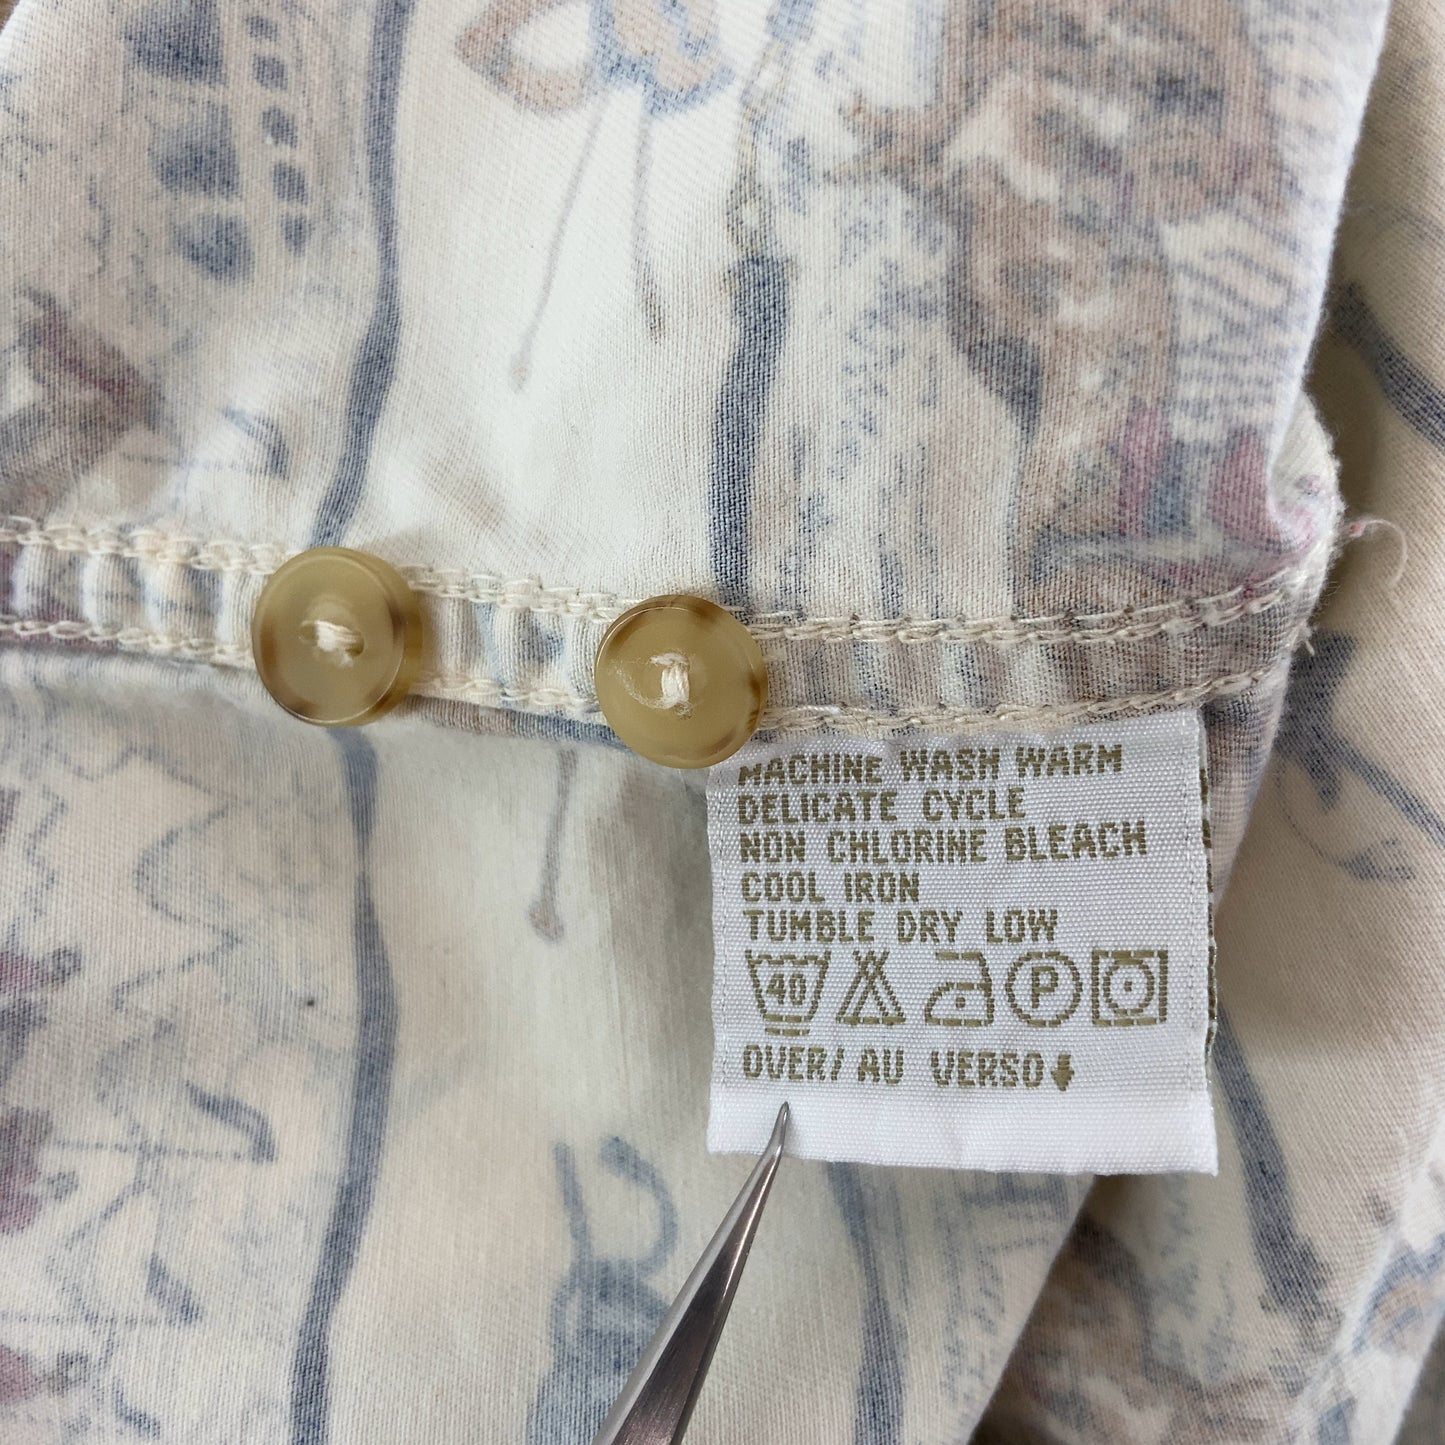 MACHINE WASH WARM
DELICATE CYCLE
NON CHLORINE BLEACH
COOL IRON
TUMBLE DRY LOW
40 P
OVER/ AU VERSO